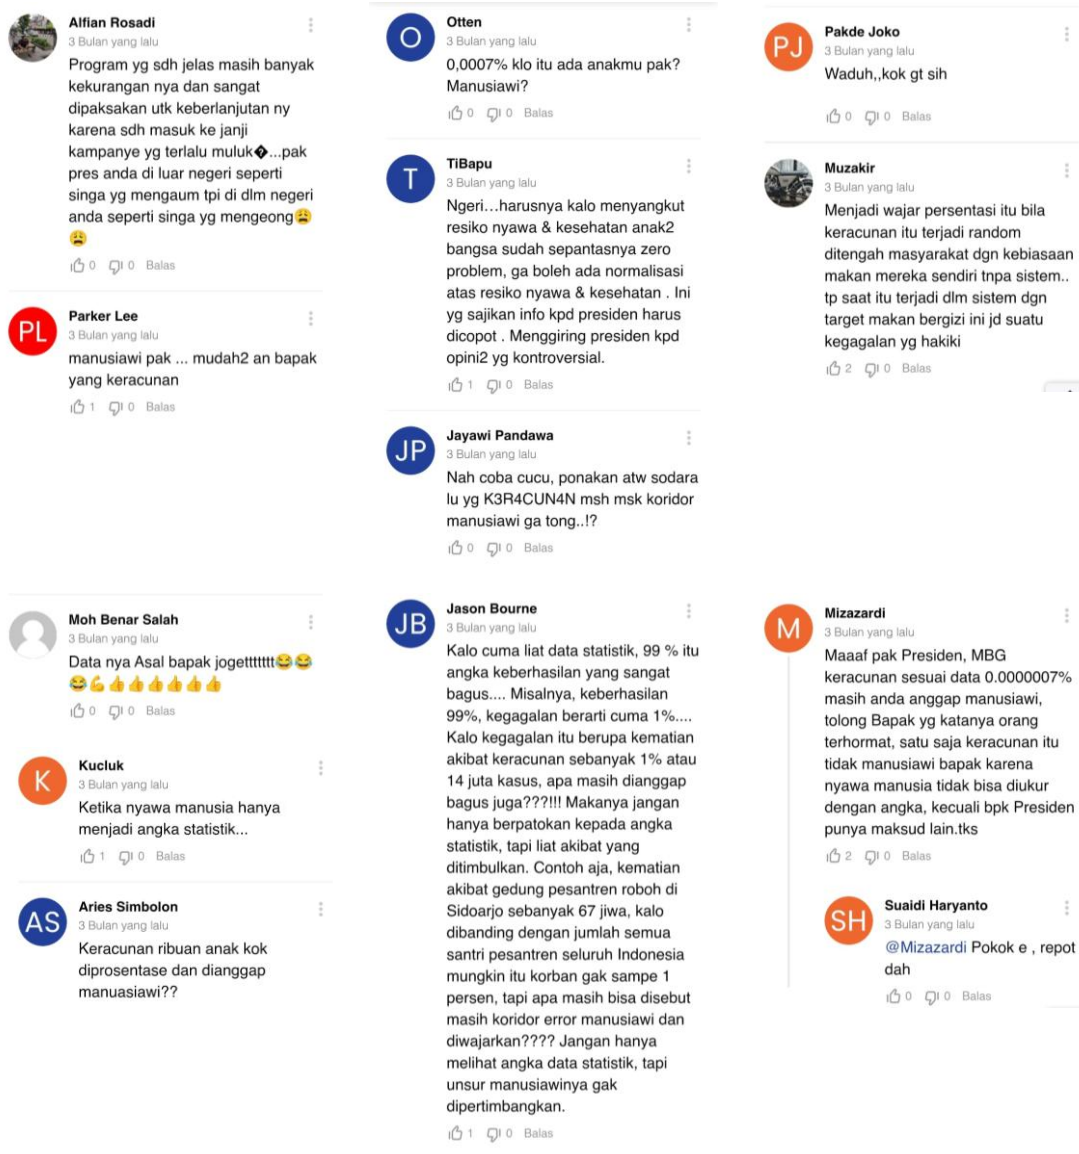 Alfian Rosadi
3 Bulan yang lalu
Program yg sdh jelas masih banyak
kekurangan nya dan sangat
dipaksakan utk keberlanjutan ny
karena sdh masuk ke janji
kampanye yg terlalu muluk�...pak
pres anda di luar negeri seperti
singa yg mengaum tpi di dlm negeri
anda seperti singa yg mengeong😩
😩
0 0 Balas
PL
Parker Lee
3 Bulan yang lalu
manusiawi pak ... mudah2 an bapak
yang keracunan
1 0 Balas
O
Otten
3 Bulan yang lalu
0,0007% klo itu ada anakmu pak?
Manusiawi?
0 0 Balas
T
TiBapu
3 Bulan yang lalu
Ngeri...harusnya kalo menyangkut
resiko nyawa & kesehatan anak2
bangsa sudah sepantasnya zero
problem, ga boleh ada normalisasi
atas resiko nyawa & kesehatan . Ini
yg sajikan info kpd presiden harus
dicopot . Menggiring presiden kpd
opini2 yg kontroversial.
1 0 Balas
JP
Jayawi Pandawa
3 Bulan yang lalu
Nah coba cucu, ponakan atw sodara
lu yg K3R4CUN4N msh msk koridor
manusiawi ga tong..!?
0 0 Balas
PJ
Pakde Joko
3 Bulan yang lalu
Waduh,,kok gt sih
0 0 Balas
Muzakir
3 Bulan yang lalu
Menjadi wajar persentasi itu bila
keracunan itu terjadi random
ditengah masyarakat dgn kebiasaan
makan mereka sendiri tnpa sistem..
tp saat itu terjadi dlm sistem dgn
target makan bergizi ini jd suatu
kegagalan yg hakiki
2 0 Balas
Moh Benar Salah
3 Bulan yang lalu
Data nya Asal bapak jogettttttt😂😂
😂💪👍👍👍👍👍👍
0 0 Balas
K
Kucluk
3 Bulan yang lalu
Ketika nyawa manusia hanya
menjadi angka statistik...
1 0 Balas
AS
Aries Simbolon
3 Bulan yang lalu
Keracunan ribuan anak kok
diprosentase dan dianggap
manuasiawi??
JB
Jason Bourne
3 Bulan yang lalu
Kalo cuma liat data statistik, 99 % itu
angka keberhasilan yang sangat
bagus.... Misalnya, keberhasilan
99%, kegagalan berarti cuma 1%....
Kalo kegagalan itu berupa kematian
akibat keracunan sebanyak 1% atau
14 juta kasus, apa masih dianggap
bagus juga???!!! Makanya jangan
hanya berpatokan kepada angka
statistik, tapi liat akibat yang
ditimbulkan. Contoh aja, kematian
akibat gedung pesantren roboh di
Sidoarjo sebanyak 67 jiwa, kalo
dibanding dengan jumlah semua
santri pesantren seluruh Indonesia
mungkin itu korban gak sampe 1
persen, tapi apa masih bisa disebut
masih koridor error manusiawi dan
diwajarkan???? Jangan hanya
melihat angka data statistik, tapi
unsur manusiawinya gak
dipertimbangkan.
1 0 Balas
M
Mizazardi
3 Bulan yang lalu
Maaaf pak Presiden, MBG
keracunan sesuai data 0.0000007%
masih anda anggap manusiawi,
tolong Bapak yg katanya orang
terhormat, satu saja keracunan itu
tidak manusiawi bapak karena
nyawa manusia tidak bisa diukur
dengan angka, kecuali bpk Presiden
punya maksud lain.tks
2 0 Balas
SH
Suaidi Haryanto
3 Bulan yang lalu
@Mizazardi Pokok e , repot
dah
0 0 Balas